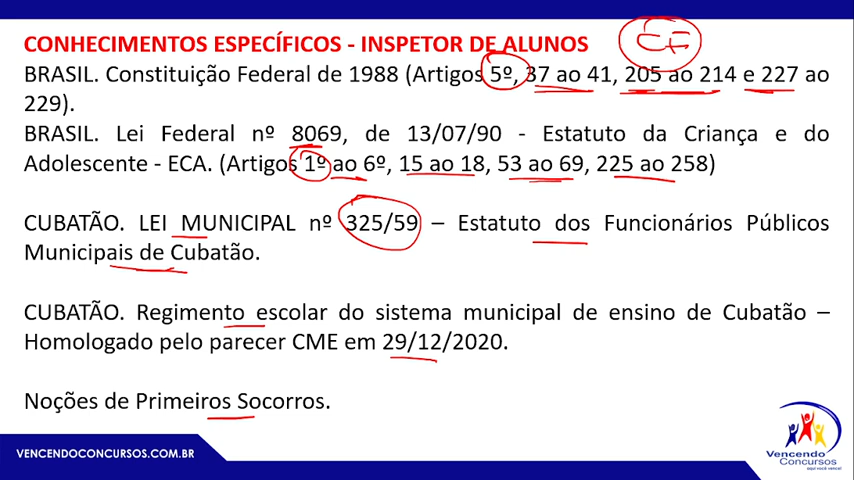 CONHECIMENTOS ESPECÍFICOS - INSPETOR DE ALUNOS
CF
BRASIL. Constituição Federal de 1988 (Artigos 5º, 37 ao 41, 205 ao 214 e 227 ao
229).
BRASIL. Lei Federal nº 8069, de 13/07/90 - Estatuto da Criança e do
Adolescente - ECA. (Artigos 1º ao 6º, 15 ao 18, 53 ao 69, 225 ao 258)
CUBATÃO. LEI MUNICIPAL nº 325/59 – Estatuto dos Funcionários Públicos
Municipais de Cubatão.
CUBATÃO. Regimento escolar do sistema municipal de ensino de Cubatão –
Homologado pelo parecer CME em 29/12/2020.
Noções de Primeiros Socorros.
VENCENDOCONCURSOS.COM.BR
Vencendo
Concursos
aqui você vence!